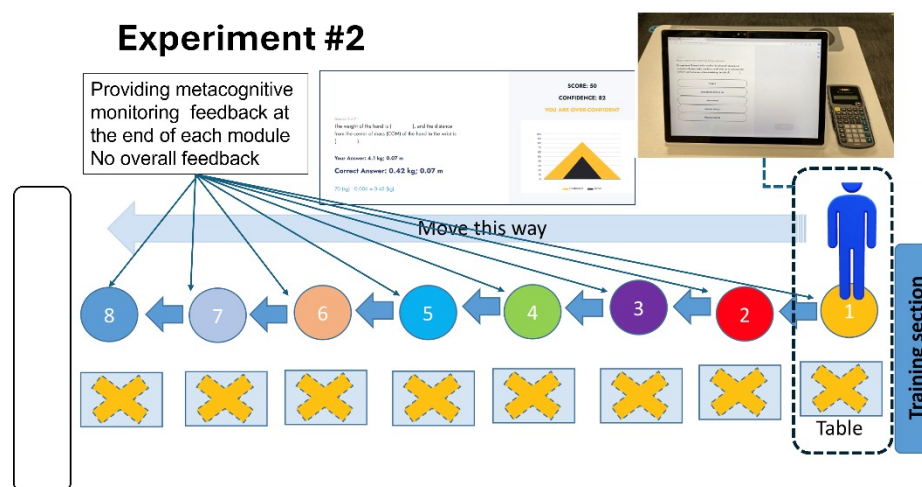 Experiment #2
Providing metacognitive
monitoring feedback at
the end of each module
No overall feedback
The weight of the hand is ( ), and the distance
from the center of mass (COM) of the hand to the wrist is
( ).
Your Answer: 4.1 kg; 0.07 m
Correct Answer: 0.42 kg; 0.07 m
SCORE: 50
CONFIDENCE: 82
YOU ARE OVER-CONFIDENT
Move this way
8
7
6
5
4
3
2
1
Table
Training section